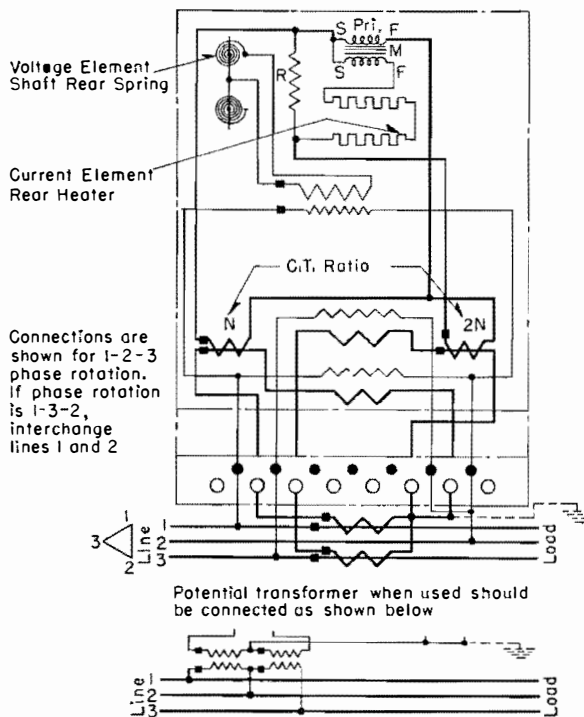 S Pri. F
M
S F
R
Voltage Element
Shaft Rear Spring
Current Element
Rear Heater
C.T. Ratio
N
2N
Connections are
shown for 1-2-3
phase rotation.
If phase rotation
is 1-3-2,
interchange
lines 1 and 2
1
3
2
Line
1
2
3
Load
Potential transformer when used should
be connected as shown below
Line
1
2
3
Load